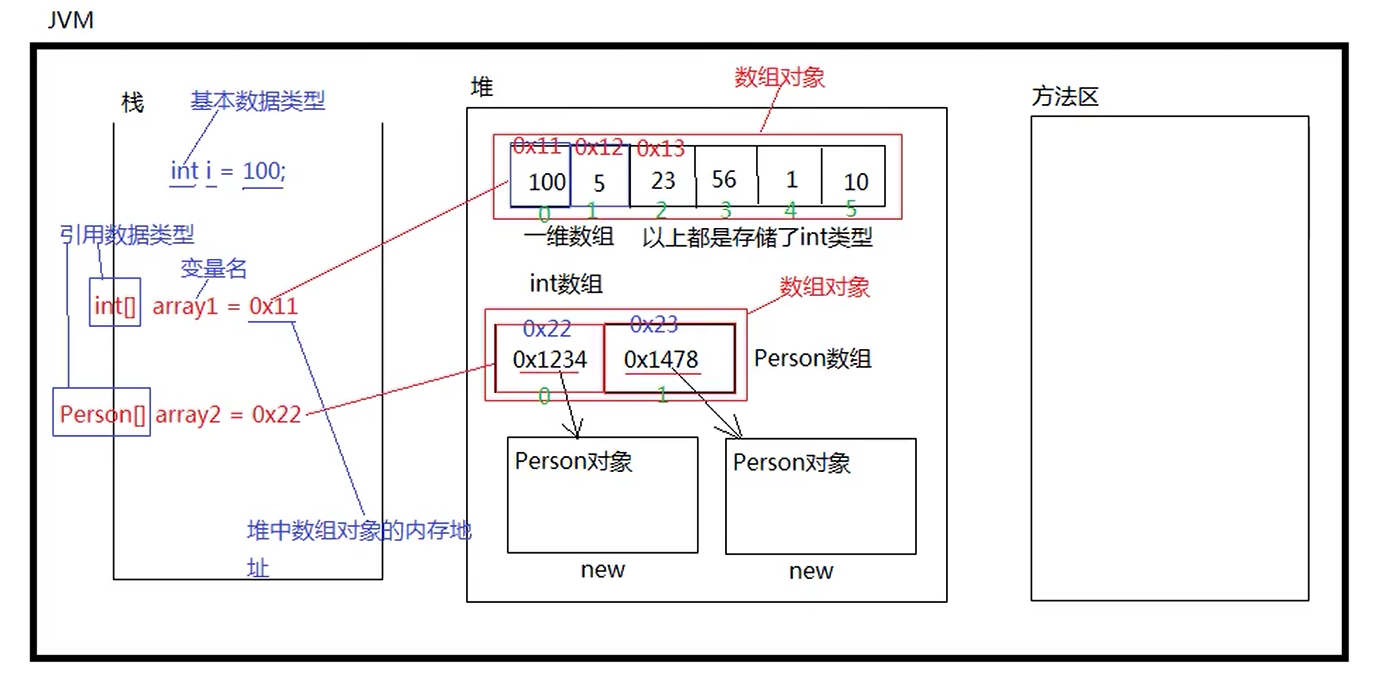 JVM
栈
基本数据类型
int i = 100;
引用数据类型
变量名
int[] array1 = 0x11
Person[] array2 = 0x22
堆中数组对象的内存地
址
堆
数组对象
0x11 0x12 0x13
100 5 23 56 1 10
0 1 2 3 4 5
一维数组 以上都是存储了int类型
int数组
数组对象
0x22 0x23
0x1234 0x1478
Person数组
0 1
Person对象 Person对象
new new
方法区